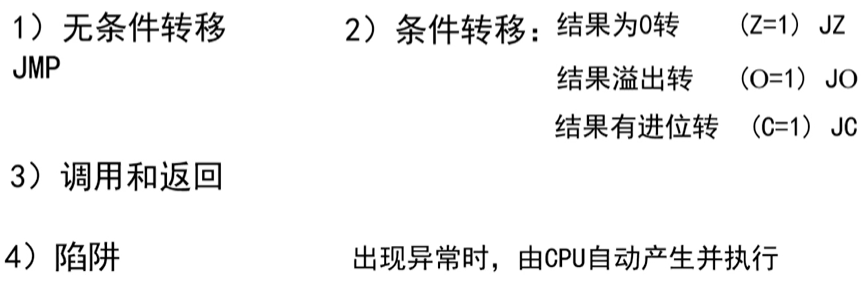 1）无条件转移
JMP
2）条件转移：结果为0转 （Z=1）JZ
结果溢出转 （O=1）JO
结果有进位转 （C=1）JC
3）调用和返回
4）陷阱 出现异常时，由CPU自动产生并执行